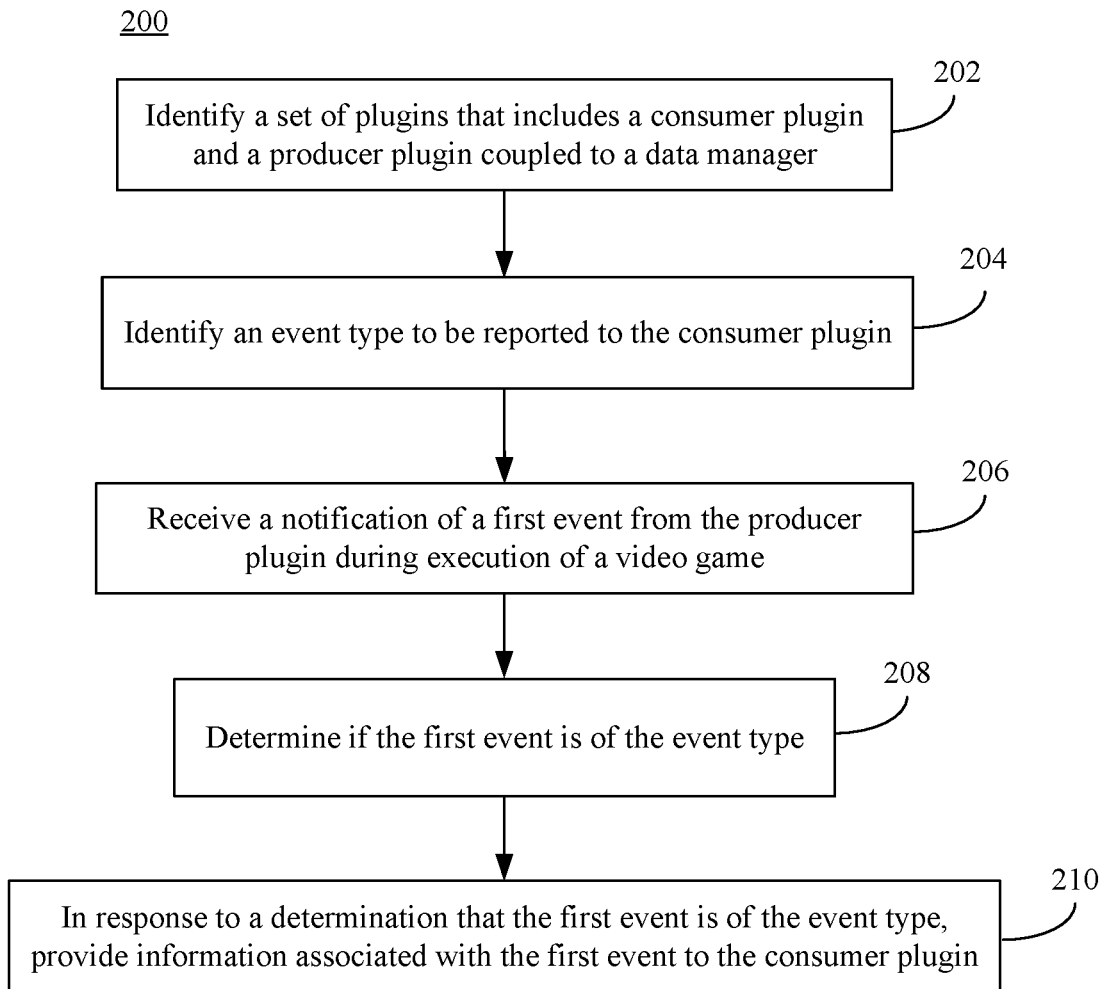 200
202
Identify a set of plugins that includes a consumer plugin
and a producer plugin coupled to a data manager
204
Identify an event type to be reported to the consumer plugin
206
Receive a notification of a first event from the producer
plugin during execution of a video game
208
Determine if the first event is of the event type
210
In response to a determination that the first event is of the event type,
provide information associated with the first event to the consumer plugin